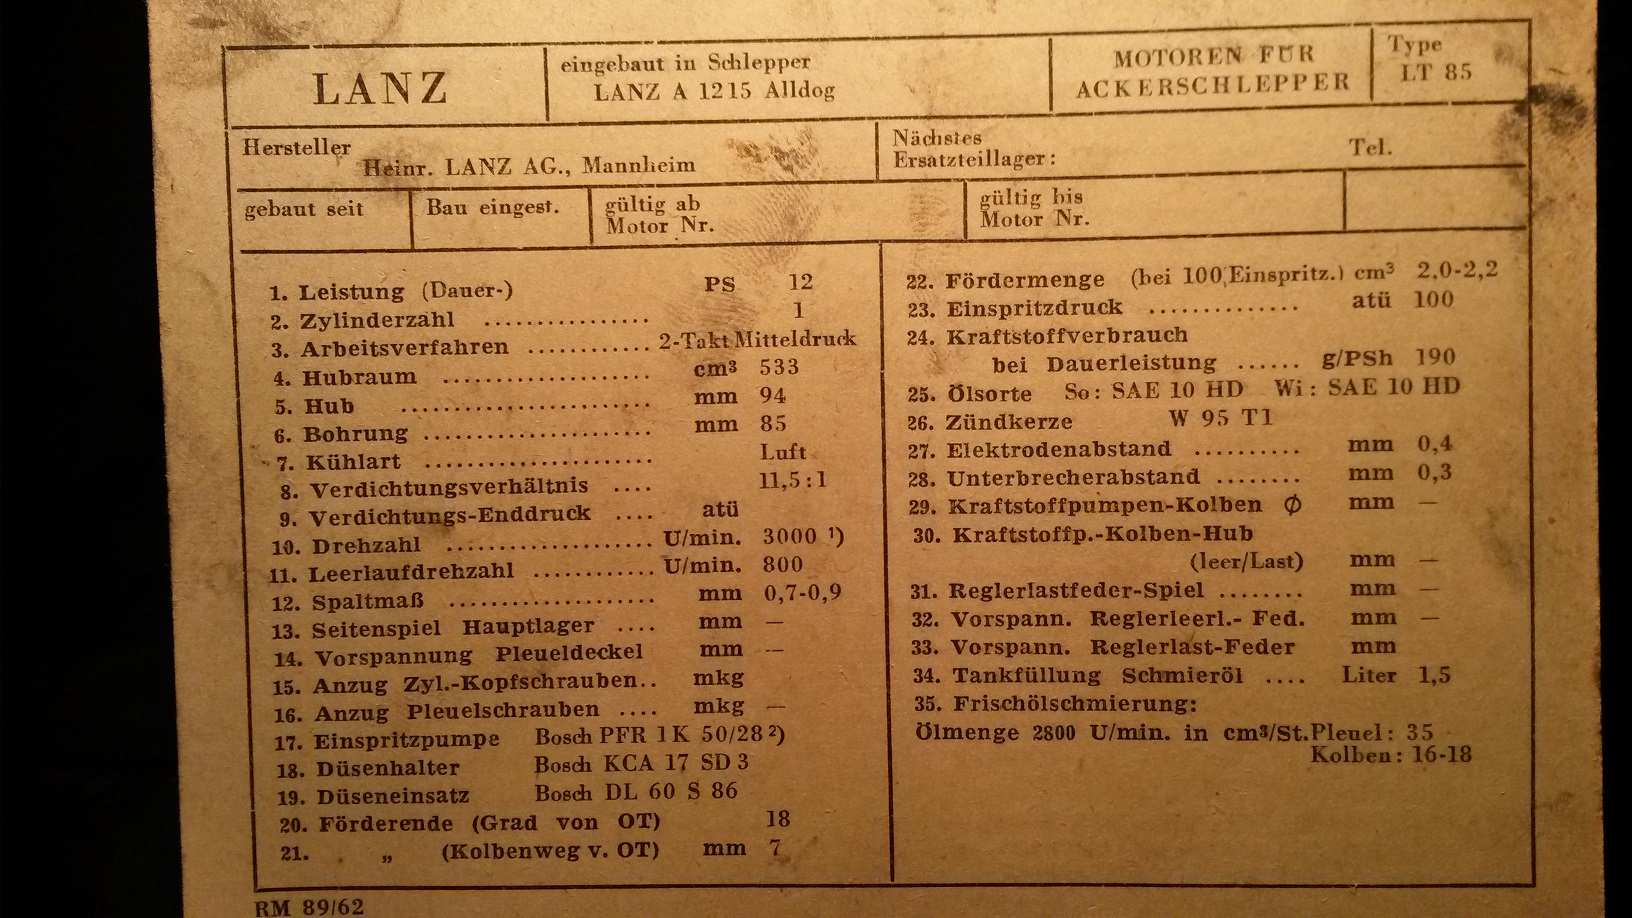 LANZ
eingebaut in Schlepper
LANZ A 1215 Alldog
MOTOREN FÜR
ACKERSCHLEPPER
Type
LT 85
Hersteller
Heinr. LANZ AG., Mannheim
Nächstes
Ersatzteillager:
Tel.
gebaut seit
Bau eingest.
gültig ab
Motor Nr.
gültig bis
Motor Nr.
1. Leistung (Dauer-) PS 12
2. Zylinderzahl ................ 1
3. Arbeitsverfahren ............ 2-Takt Mitteldruck
4. Hubraum .................... cm³ 533
5. Hub ........................ mm 94
6. Bohrung ...................... mm 85
7. Kühlart ...................... Luft
8. Verdichtungsverhältnis .... 11,5:1
9. Verdichtungs-Enddruck .... atü
10. Drehzahl .................... U/min. 3000 ¹)
11. Leerlaufdrehzahl ............ U/min. 800
12. Spaltmaß .................... mm 0,7-0,9
13. Seitenspiel Hauptlager .... mm —
14. Vorspannung Pleueldeckel mm —
15. Anzug Zyl.-Kopfschrauben.. mkg
16. Anzug Pleuelschrauben .... mkg —
17. Einspritzpumpe Bosch PFR 1 K 50/28 ²)
18. Düsenhalter Bosch KCA 17 SD 3
19. Düseneinsatz Bosch DL 60 S 86
20. Förderende (Grad von OT) 18
21. „ (Kolbenweg v. OT) mm 7
22. Fördermenge (bei 100 Einspritz.) cm³ 2,0-2,2
23. Einspritzdruck .............. atü 100
24. Kraftstoffverbrauch
bei Dauerleistung ...... g/PSh 190
25. Ölsorte So: SAE 10 HD Wi: SAE 10 HD
26. Zündkerze W 95 T1
27. Elektrodenabstand .......... mm 0,4
28. Unterbrecherabstand ........ mm 0,3
29. Kraftstoffpumpen-Kolben Ø mm —
30. Kraftstoffp.-Kolben-Hub
(leer/Last) mm —
31. Reglerlastfeder-Spiel ........ mm —
32. Vorspann. Reglerleerl.- Fed. mm —
33. Vorspann. Reglerlast-Feder mm
34. Tankfüllung Schmieröl .... Liter 1,5
35. Frischölschmierung:
Ölmenge 2800 U/min. in cm³/St. Pleuel: 35
Kolben: 16-18
RM 89/62